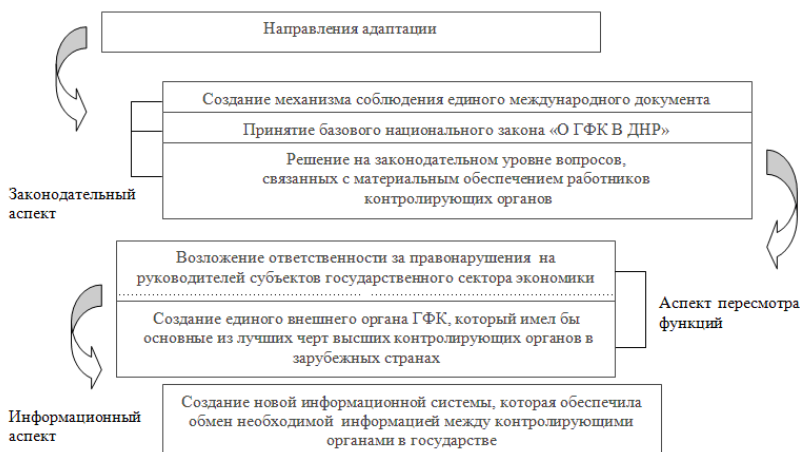 Направления адаптации
Создание механизма соблюдения единого международного документа
Принятие базового национального закона «О ГФК В ДНР»
Решение на законодательном уровне вопросов,
связанных с материальным обеспечением работников
контролирующих органов
Законодательный
аспект
Возложение ответственности за правонарушения на
руководителей субъектов государственного сектора экономики
Создание единого внешнего органа ГФК, который имел бы
основные из лучших черт высших контролирующих органов в
зарубежных странах
Аспект пересмотра
функций
Создание новой информационной системы, которая обеспечила
обмен необходимой информацией между контролирующими
органами в государстве
Информационный
аспект